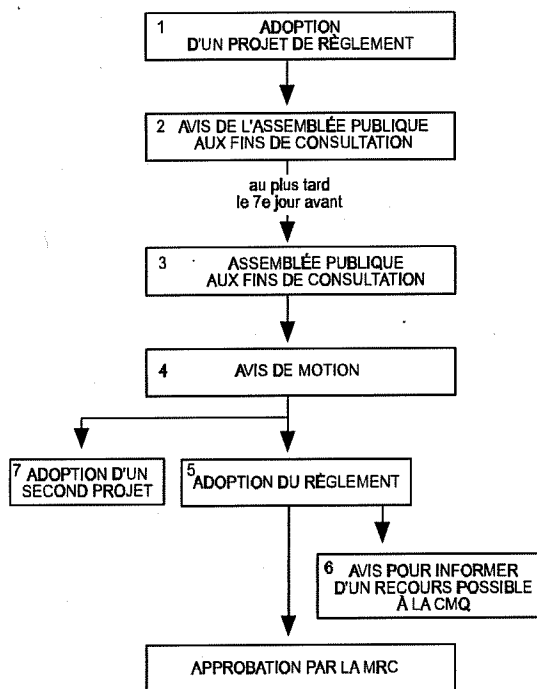 1 ADOPTION
D'UN PROJET DE RÈGLEMENT
2 AVIS DE L'ASSEMBLÉE PUBLIQUE
AUX FINS DE CONSULTATION
au plus tard
le 7e jour avant
3 ASSEMBLÉE PUBLIQUE
AUX FINS DE CONSULTATION
4 AVIS DE MOTION
7 ADOPTION D'UN
SECOND PROJET
5 ADOPTION DU RÈGLEMENT
6 AVIS POUR INFORMER
D'UN RECOURS POSSIBLE
À LA CMQ
APPROBATION PAR LA MRC